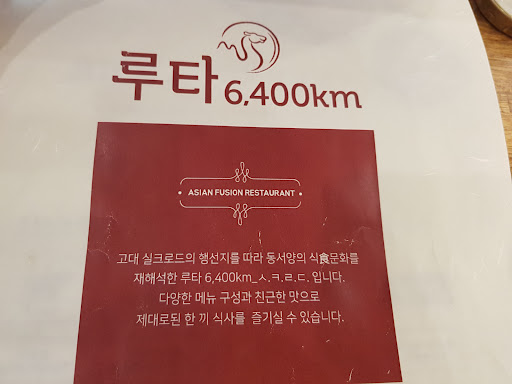 루타 6,400km
ASIAN FUSION RESTAURANT
고대 실크로드의 행선지를 따라 동서양의 식食문화를
재해석한 루타 6,400km_ㅅ.ㅋ.ㄹ.ㄷ. 입니다.
다양한 메뉴 구성과 친근한 맛으로
제대로된 한 끼 식사를 즐기실 수 있습니다.